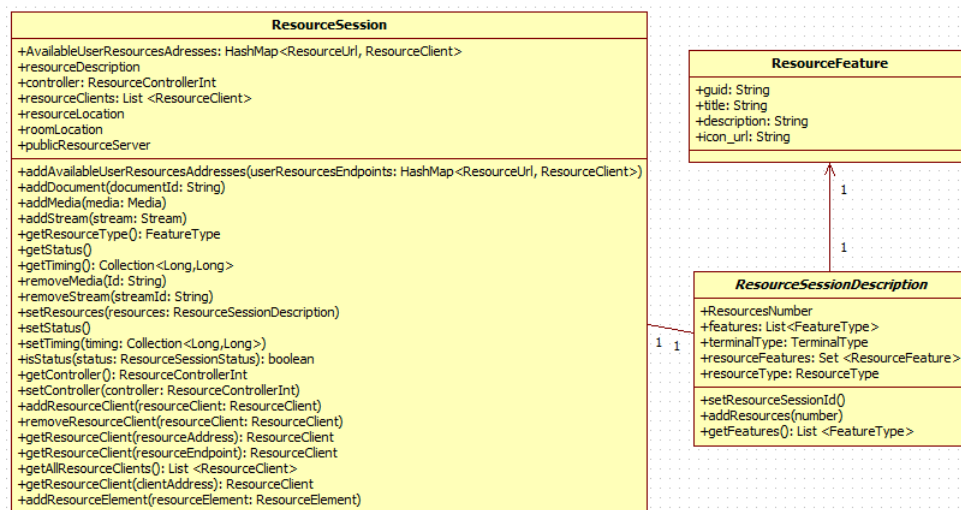 ResourceSession
+AvailableUserResourcesAdresses: HashMap<ResourceUrl, ResourceClient>
+resourceDescription
+controller: ResourceControllerInt
+resourceClients: List <ResourceClient>
+resourceLocation
+roomLocation
+publicResourceServer
+addAvailableUserResourcesAddresses(userResourcesEndpoints: HashMap<ResourceUrl, ResourceClient>)
+addDocument(documentId: String)
+addMedia(media: Media)
+addStream(stream: Stream)
+getResourceType(): FeatureType
+getStatus()
+getTiming(): Collection<Long,Long>
+removeMedia(Id: String)
+removeStream(streamId: String)
+setResources(resources: ResourceSessionDescription)
+setStatus()
+setTiming(timing: Collection<Long,Long>)
+isStatus(status: ResourceSessionStatus): boolean
+getController(): ResourceControllerInt
+setController(controller: ResourceControllerInt)
+addResourceClient(resourceClient: ResourceClient)
+removeResourceClient(resourceClient: ResourceClient)
+getResourceClient(resourceAddress): ResourceClient
+getResourceClient(resourceEndpoint): ResourceClient
+getAllResourceClients(): List <ResourceClient>
+getResourceClient(clientAddress): ResourceClient
+addResourceElement(resourceElement: ResourceElement)
ResourceFeature
+guid: String
+title: String
+description: String
+icon_url: String
1
1
ResourceSessionDescription
+ResourcesNumber
+features: List<FeatureType>
+terminalType: TerminalType
+resourceFeatures: Set <ResourceFeature>
+resourceType: ResourceType
+setResourceSessionId()
+addResources(number)
+getFeatures(): List <FeatureType>
1 1